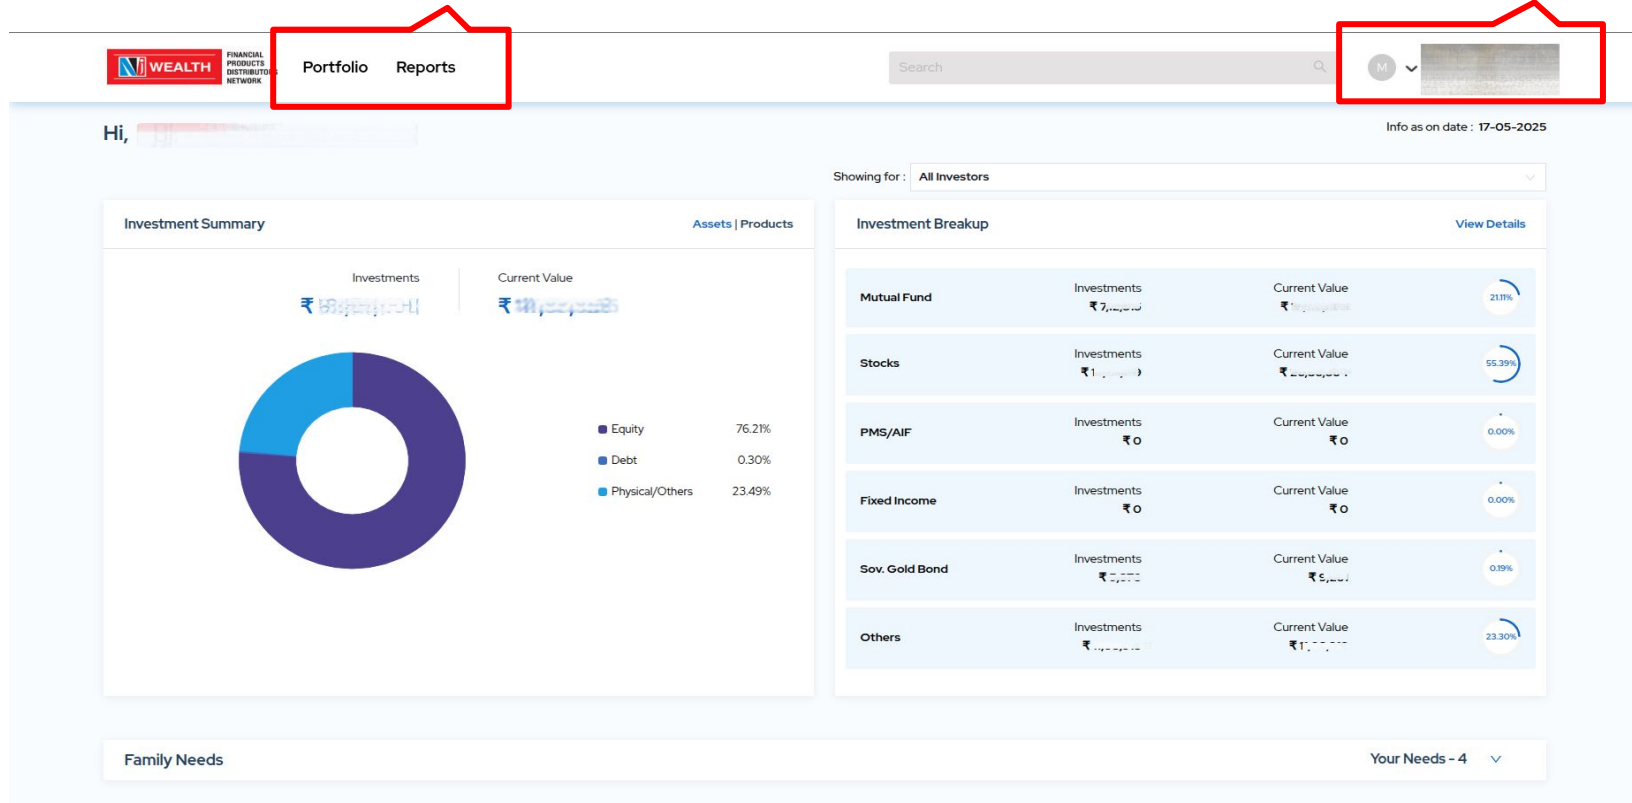 NJ WEALTH
FINANCIAL
PRODUCTS
DISTRIBUTORS
NETWORK
Portfolio Reports
Search
M
Hi,
Info as on date : 17-05-2025
Showing for : All Investors
Investment Summary
Assets | Products
Investments Current Value
₹ ₹
Equity 76.21%
Debt 0.30%
Physical/Others 23.49%
Investment Breakup
View Details
Mutual Fund
Investments Current Value
₹ ₹
21.11%
Stocks
Investments Current Value
₹ ₹
55.39%
PMS/AIF
Investments Current Value
₹ 0 ₹ 0
0.00%
Fixed Income
Investments Current Value
₹ 0 ₹ 0
0.00%
Sov. Gold Bond
Investments Current Value
₹ ₹
0.19%
Others
Investments Current Value
₹ ₹
23.30%
Family Needs
Your Needs - 4